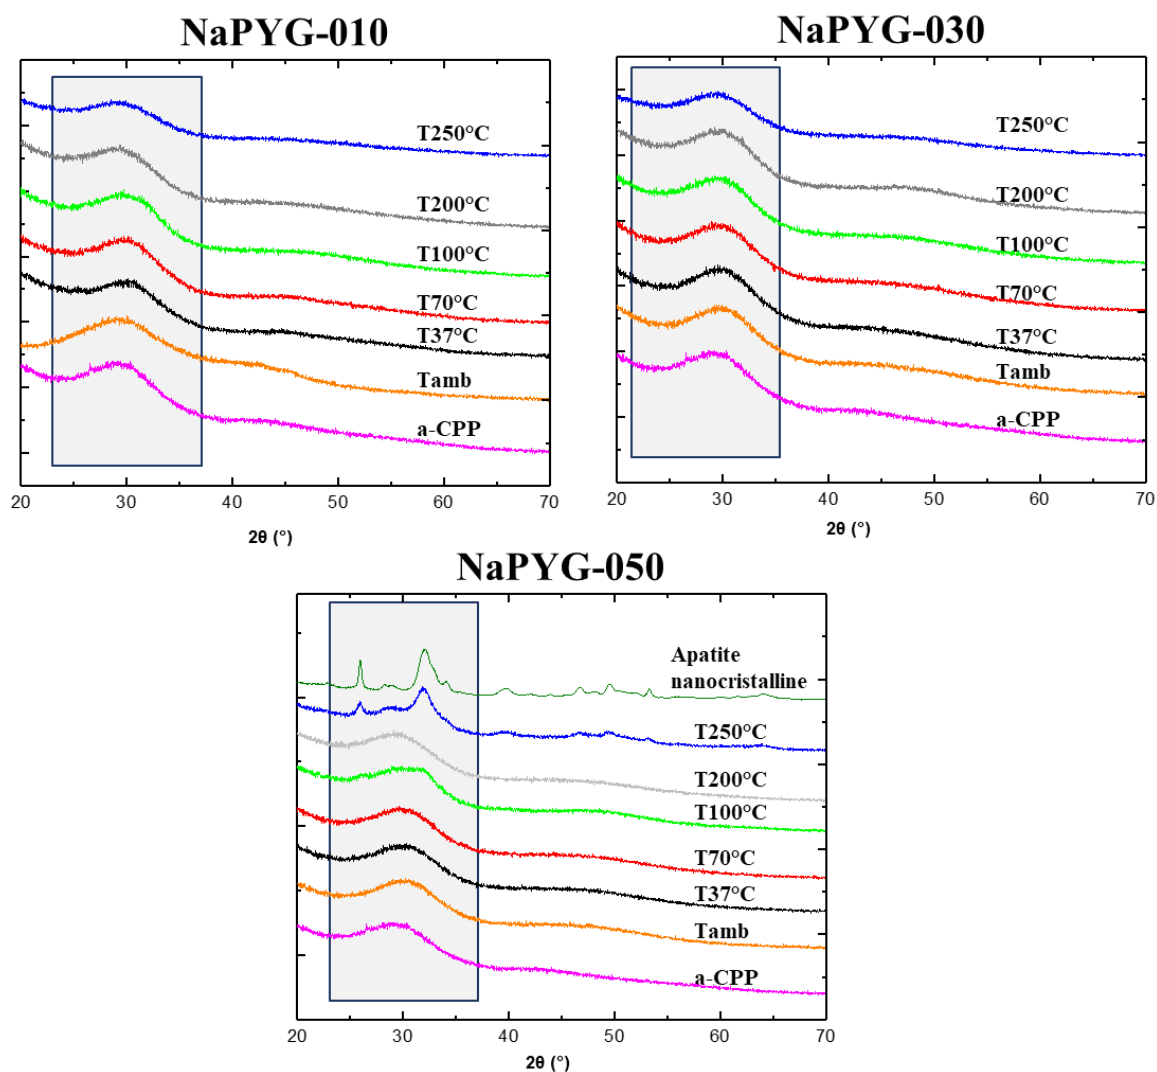 NaPYG-010
T250°C
T200°C
T100°C
T70°C
T37°C
Tamb
a-CPP
20 30 40 50 60 70
2θ (°)
NaPYG-030
T250°C
T200°C
T100°C
T70°C
T37°C
Tamb
a-CPP
20 30 40 50 60 70
2θ (°)
NaPYG-050
Apatite
nanocristalline
T250°C
T200°C
T100°C
T70°C
T37°C
Tamb
a-CPP
20 30 40 50 60 70
2θ (°)